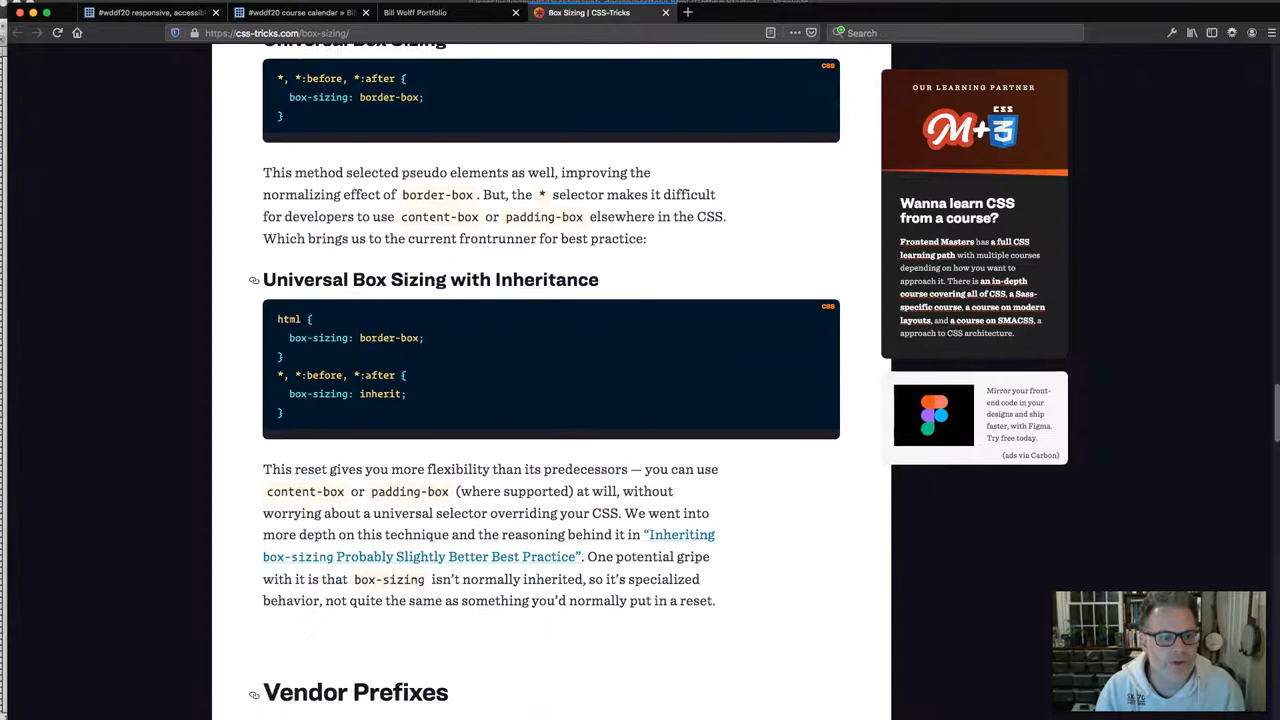 #wddf20 responsive, accessib
#wddf20 course calendar » Bil
Bill Wolff Portfolio
Box Sizing | CSS-Tricks
https://css-tricks.com/box-sizing/
Search
Universal Box Sizing
CSS
*, *:before, *:after {
box-sizing: border-box;
}
This method selected pseudo elements as well, improving the
normalizing effect of border-box. But, the * selector makes it difficult
for developers to use content-box or padding-box elsewhere in the CSS.
Which brings us to the current frontrunner for best practice:
Universal Box Sizing with Inheritance
CSS
html {
box-sizing: border-box;
}
*, *:before, *:after {
box-sizing: inherit;
}
This reset gives you more flexibility than its predecessors — you can use
content-box or padding-box (where supported) at will, without
worrying about a universal selector overriding your CSS. We went into
more depth on this technique and the reasoning behind it in “Inheriting
box-sizing Probably Slightly Better Best Practice”. One potential gripe
with it is that box-sizing isn’t normally inherited, so it’s specialized
behavior, not quite the same as something you’d normally put in a reset.
Vendor Prefixes
OUR LEARNING PARTNER
M+
CSS
3
Wanna learn CSS
from a course?
Frontend Masters has a full CSS
learning path with multiple courses
depending on how you want to
approach it. There is an in-depth
course covering all of CSS, a Sass-
specific course, a course on modern
layouts, and a course on SMACSS, a
approach to CSS architecture.
Mirror your front-
end code in your
designs and ship
faster, with Figma.
Try free today.
(ads via Carbon)